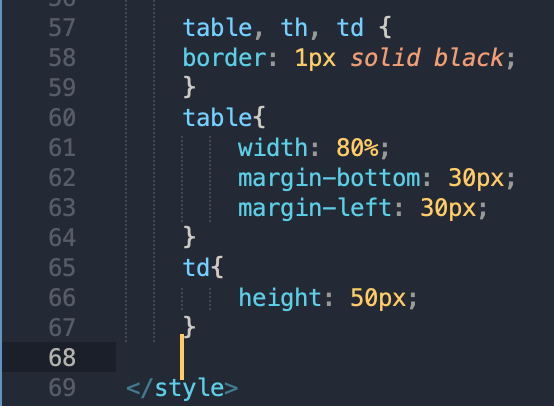 57 table, th, td {
58 border: 1px solid black;
59 }
60 table{
61 width: 80%;
62 margin-bottom: 30px;
63 margin-left: 30px;
64 }
65 td{
66 height: 50px;
67 }
68
69 </style>